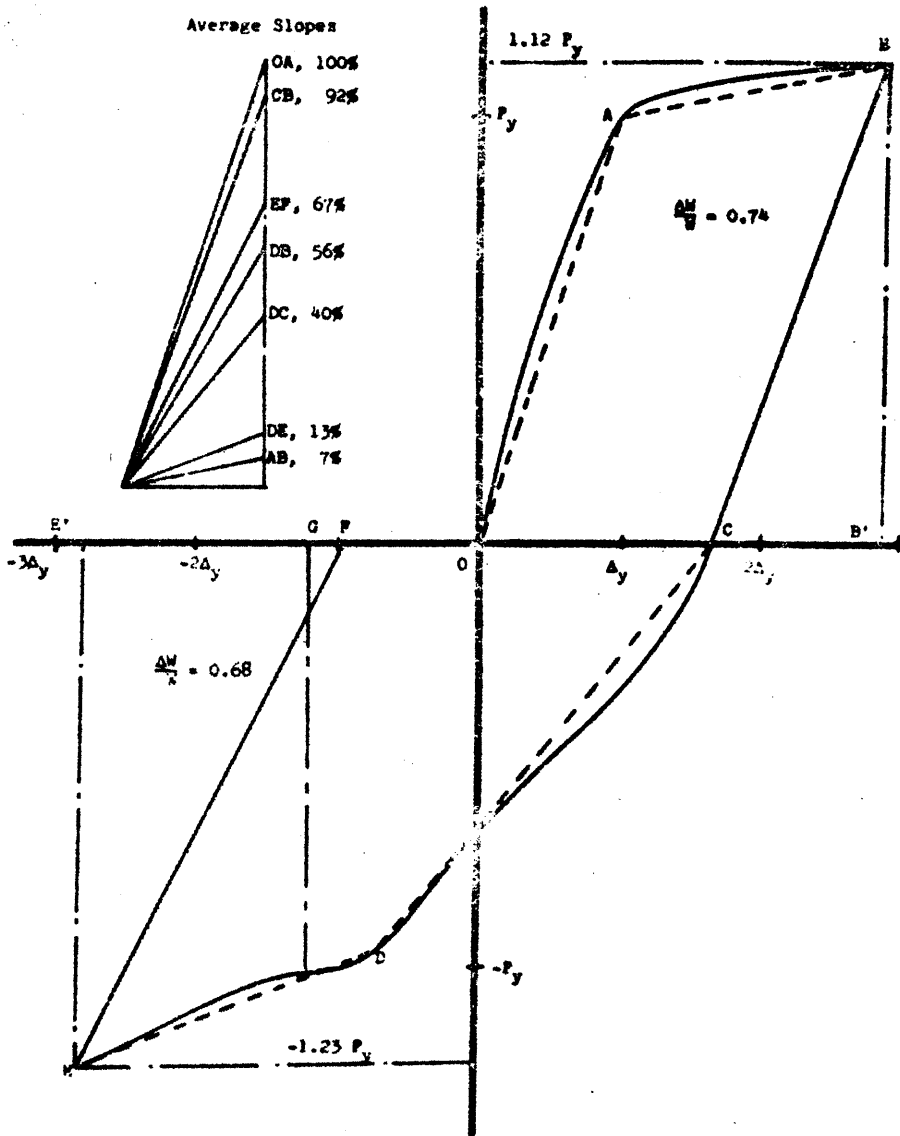 Average Slopes
OA, 100%
CB, 92%
EF, 67%
DB, 56%
DC, 40%
DE, 13%
AB, 7%
1.12 P_y
B
P_y
A
ΔW/W = 0.74
E'
G
F
C
B'
-3Δ_y
-2Δ_y
0
Δ_y
ΔW/ = 0.68
D
-P_y
-1.23 P_y